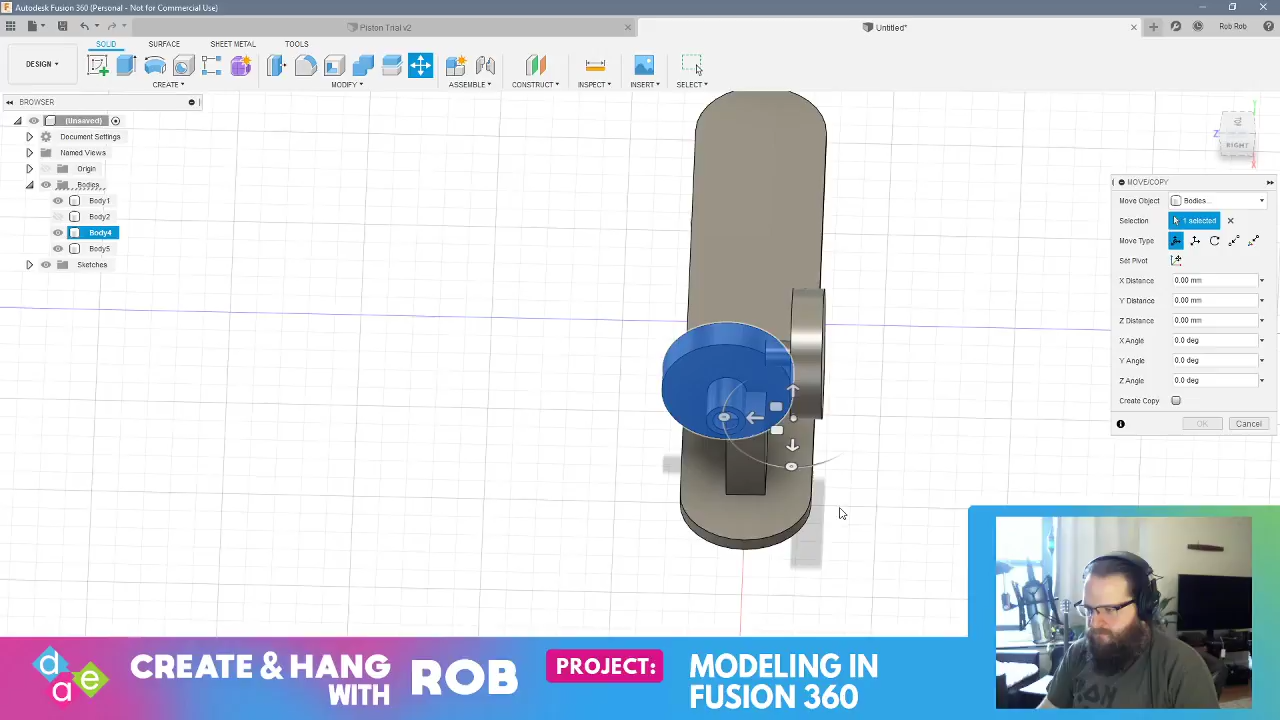 Autodesk Fusion 360 (Personal - Not for Commercial Use)
Piston Trial v2
Untitled*
Rob Rob
DESIGN
SOLID
SURFACE
SHEET METAL
TOOLS
CREATE
MODIFY
ASSEMBLE
CONSTRUCT
INSPECT
INSERT
SELECT
BROWSER
(Unsaved)
Document Settings
Named Views
Origin
Bodies
Body1
Body2
Body4
Body5
Sketches
Z
RIGHT
MOVE/COPY
Move Object Bodies...
Selection 1 selected
Move Type
Set Pivot
X Distance 0.00 mm
Y Distance 0.00 mm
Z Distance 0.00 mm
X Angle 0.0 deg
Y Angle 0.0 deg
Z Angle 0.0 deg
Create Copy
OK Cancel
d a e
CREATE & HANG
WITH
ROB
PROJECT:
MODELING IN
FUSION 360